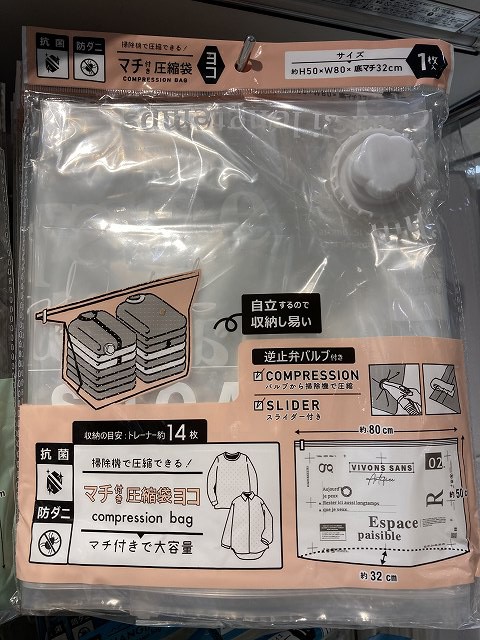 抗菌
防ダニ
掃除機で圧縮できる！
マチ付き圧縮袋
COMPRESSION BAG
ヨコ
サイズ
約H50×W80×底マチ32cm
1枚
自立するので
収納し易い
逆止弁バルブ付き
COMPRESSION
バルブから掃除機で圧縮
SLIDER
スライダー付き
収納の目安：トレーナー約14枚
抗菌
防ダニ
掃除機で圧縮できる！
マチ付き圧縮袋ヨコ
compression bag
マチ付きで大容量
約80cm
VIVONS SANS
02
Aujourd'
je peux
R
Espace
paisible
約50c
約32cm